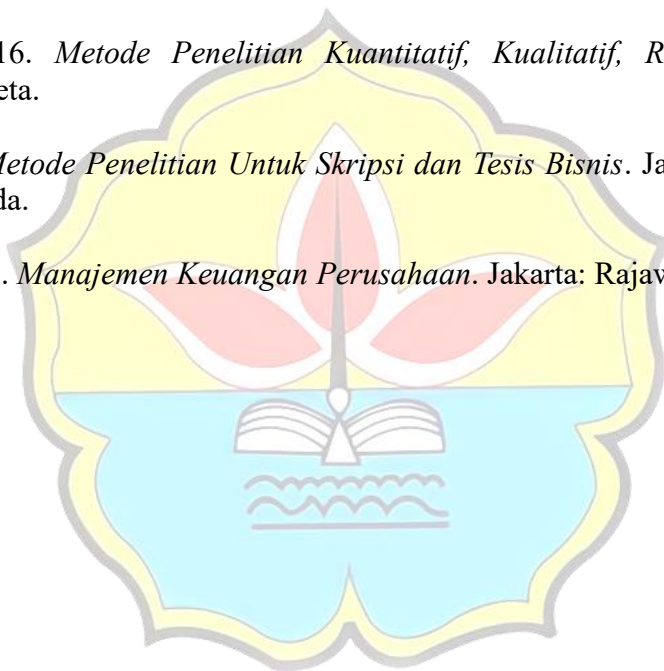 16. Metode Penelitian Kuantitatif, Kualitatif, R
eta.
Metode Penelitian Untuk Skripsi dan Tesis Bisnis. Ja
da.
. Manajemen Keuangan Perusahaan. Jakarta: Rajaw